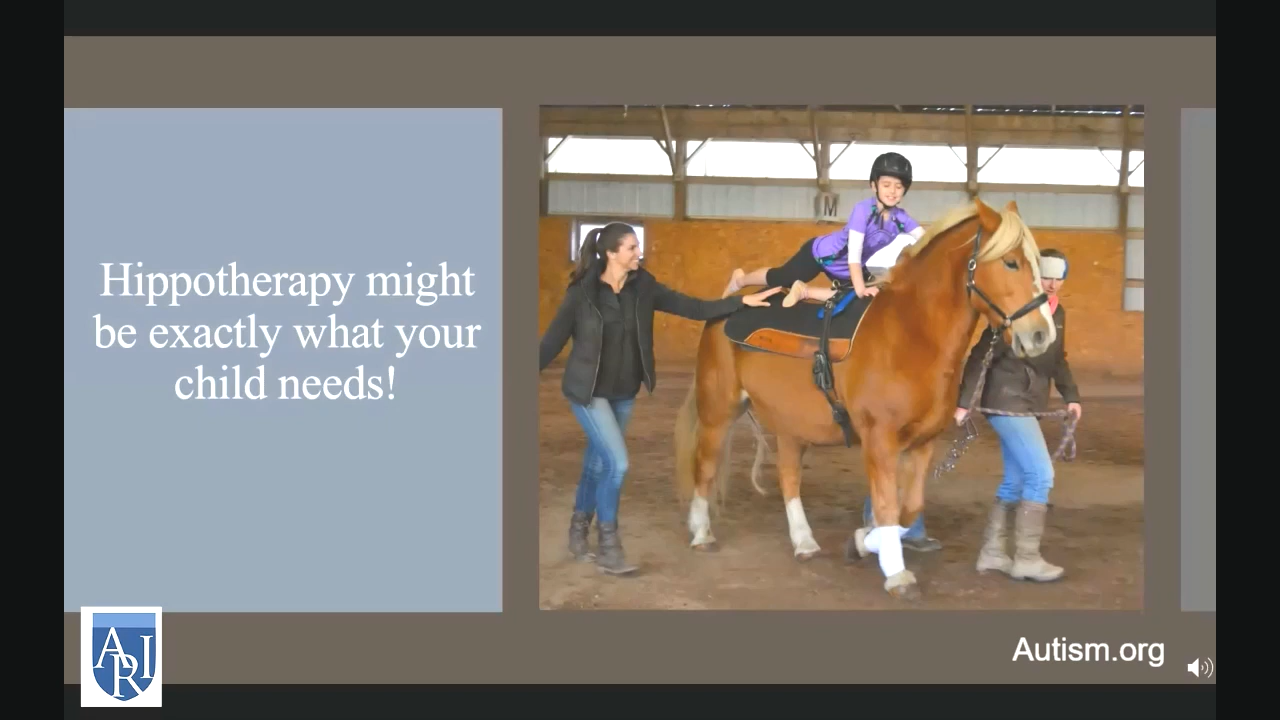 Hippotherapy might
be exactly what your
child needs!
M
ARI
Autism.org